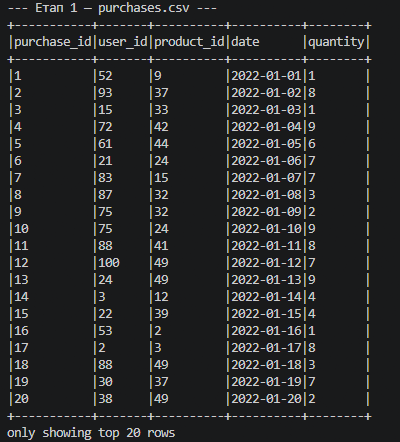 --- Етап 1 — purchases.csv ---
+-----------+-------+----------+----------+--------+
|purchase_id|user_id|product_id|date      |quantity|
+-----------+-------+----------+----------+--------+
|1          |52     |9         |2022-01-01|1       |
|2          |93     |37        |2022-01-02|8       |
|3          |15     |33        |2022-01-03|1       |
|4          |72     |42        |2022-01-04|9       |
|5          |61     |44        |2022-01-05|6       |
|6          |21     |24        |2022-01-06|7       |
|7          |83     |15        |2022-01-07|7       |
|8          |87     |32        |2022-01-08|3       |
|9          |75     |32        |2022-01-09|2       |
|10         |75     |24        |2022-01-10|9       |
|11         |88     |41        |2022-01-11|8       |
|12         |100    |49        |2022-01-12|7       |
|13         |24     |49        |2022-01-13|9       |
|14         |3      |12        |2022-01-14|4       |
|15         |22     |39        |2022-01-15|4       |
|16         |53     |2         |2022-01-16|1       |
|17         |2      |3         |2022-01-17|8       |
|18         |88     |49        |2022-01-18|3       |
|19         |30     |37        |2022-01-19|7       |
|20         |38     |49        |2022-01-20|2       |
+-----------+-------+----------+----------+--------+
only showing top 20 rows